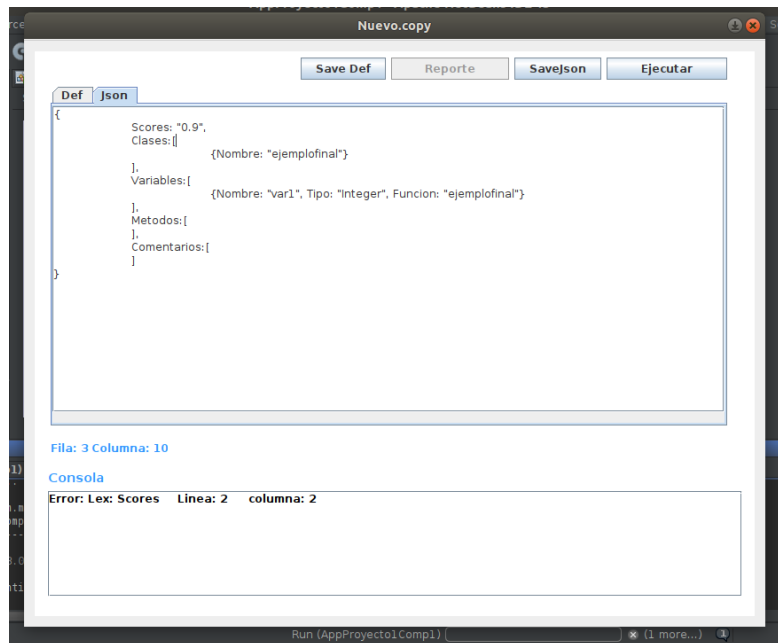 Nuevo.copy
Save Def Reporte SaveJson Ejecutar
Def Json
{
Scores: "0.9",
Clases:[
{Nombre: "ejemplofinal"}
],
Variables:[
{Nombre: "var1", Tipo: "Integer", Funcion: "ejemplofinal"}
],
Metodos:[
],
Comentarios:[
]
}
Fila: 3 Columna: 10
Consola
Error: Lex: Scores Linea: 2 columna: 2
Run (AppProyecto1Comp1) (1 more...) 1